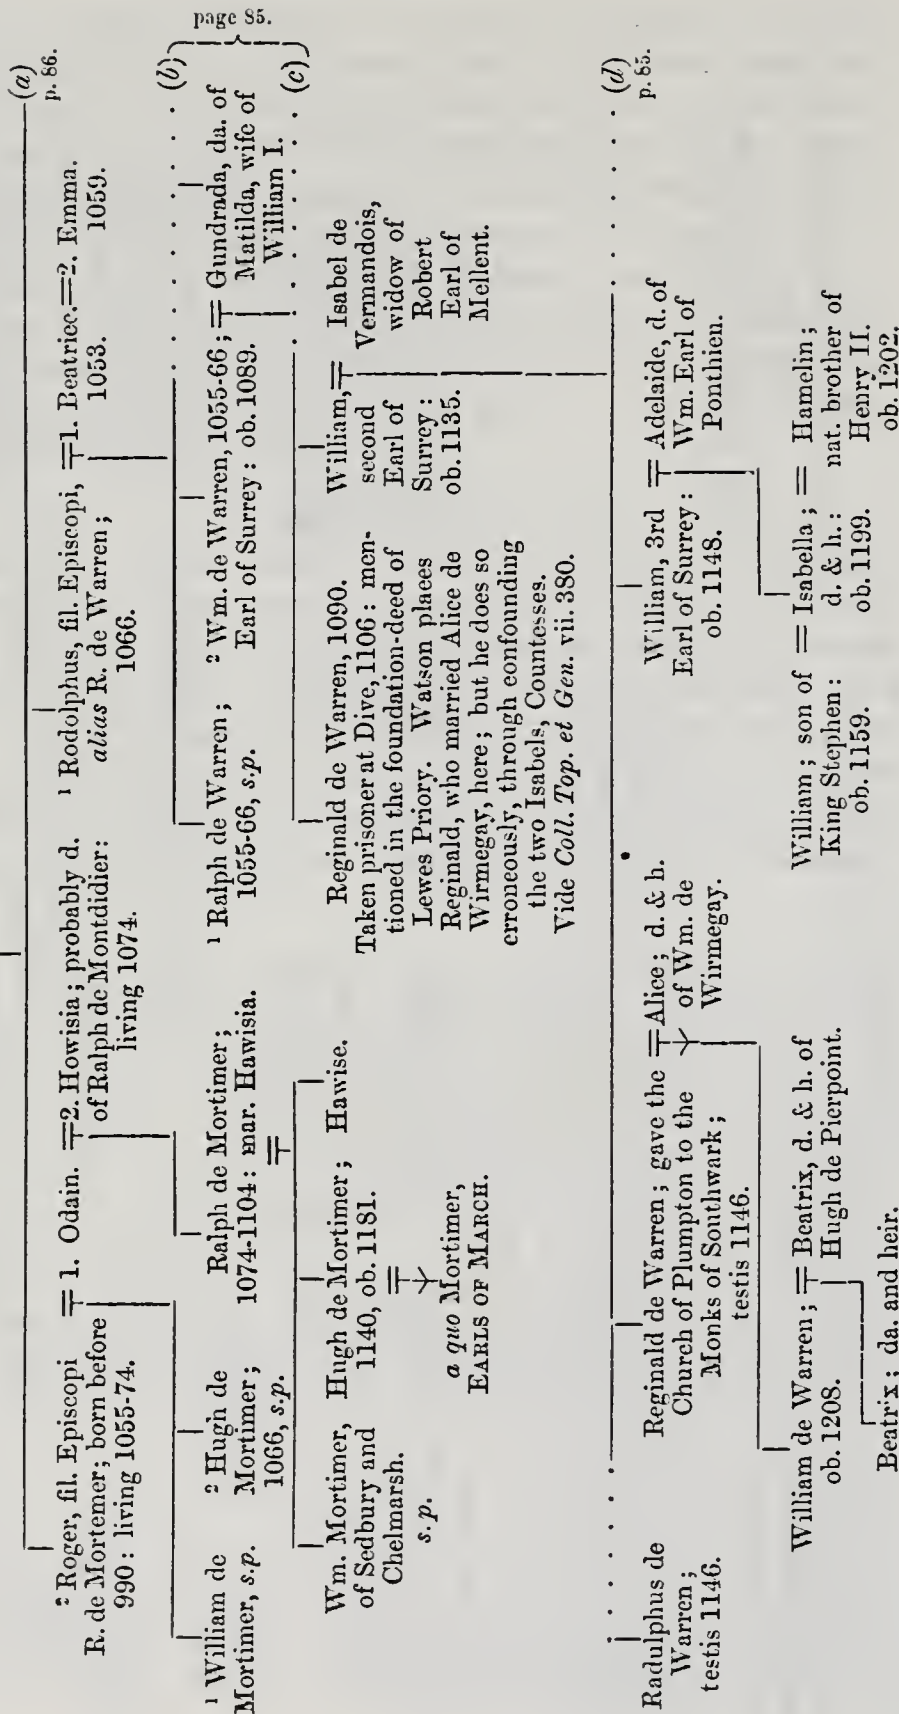 ² Roger, fil. Episcopi
R. de Mortemer; born before
990: living 1055-74.
= 1. Odain.
=2. Howisia; probably d.
of Ralph de Montdidier:
living 1074.
¹ Rodolphus, fil. Episcopi,
alias R. de Warren;
1066.
=1. Beatriec.
1053.
=2. Emma.
1059.
(a)
p. 86.
¹ William de
Mortimer, s.p.
² Hugh de
Mortimer;
1066, s.p.
Ralph de Mortimer;
1074-1104: mar. Hawisia.
=
¹ Ralph de Warren;
1055-66, s.p.
² Wm. de Warren, 1055-66;
Earl of Surrey: ob. 1089.
= Gundrada, da. of
Matilda, wife of
William I.
(b)
page 85.
(c)
Wm. Mortimer,
of Sedbury and
Chelmarsh.
s.p.
Hugh de Mortimer;
1140, ob. 1181.
=
a quo Mortimer,
EARLS OF MARCH.
Hawise.
Reginald de Warren, 1090.
Taken prisoner at Dive, 1106: men-
tioned in the foundation-deed of
Lewes Priory. Watson places
Reginald, who married Alice de
Wirmegay, here; but he does so
erroneously, through confounding
the two Isabels, Countesses.
Vide Coll. Top. et Gen. vii. 380.
William,
second
Earl of
Surrey:
ob. 1135.
= Isabel de
Vermandois,
widow of
Robert
Earl of
Mellent.
Radulphus de
Warren;
testis 1146.
Reginald de Warren; gave the
Church of Plumpton to the
Monks of Southwark;
testis 1146.
= Alice; d. & h.
of Wm. de
Wirmegay.
William, 3rd
Earl of Surrey:
ob. 1148.
= Adelaide, d. of
Wm. Earl of
Ponthien.
(d)
p. 85.
William de Warren;
ob. 1208.
= Beatrix, d. & h. of
Hugh de Pierpoint.
William; son of
King Stephen:
ob. 1159.
= Isabella;
d. & h.:
ob. 1199.
= Hamelin;
nat. brother of
Henry II.
ob. 1202.
Beatrix; da. and heir.